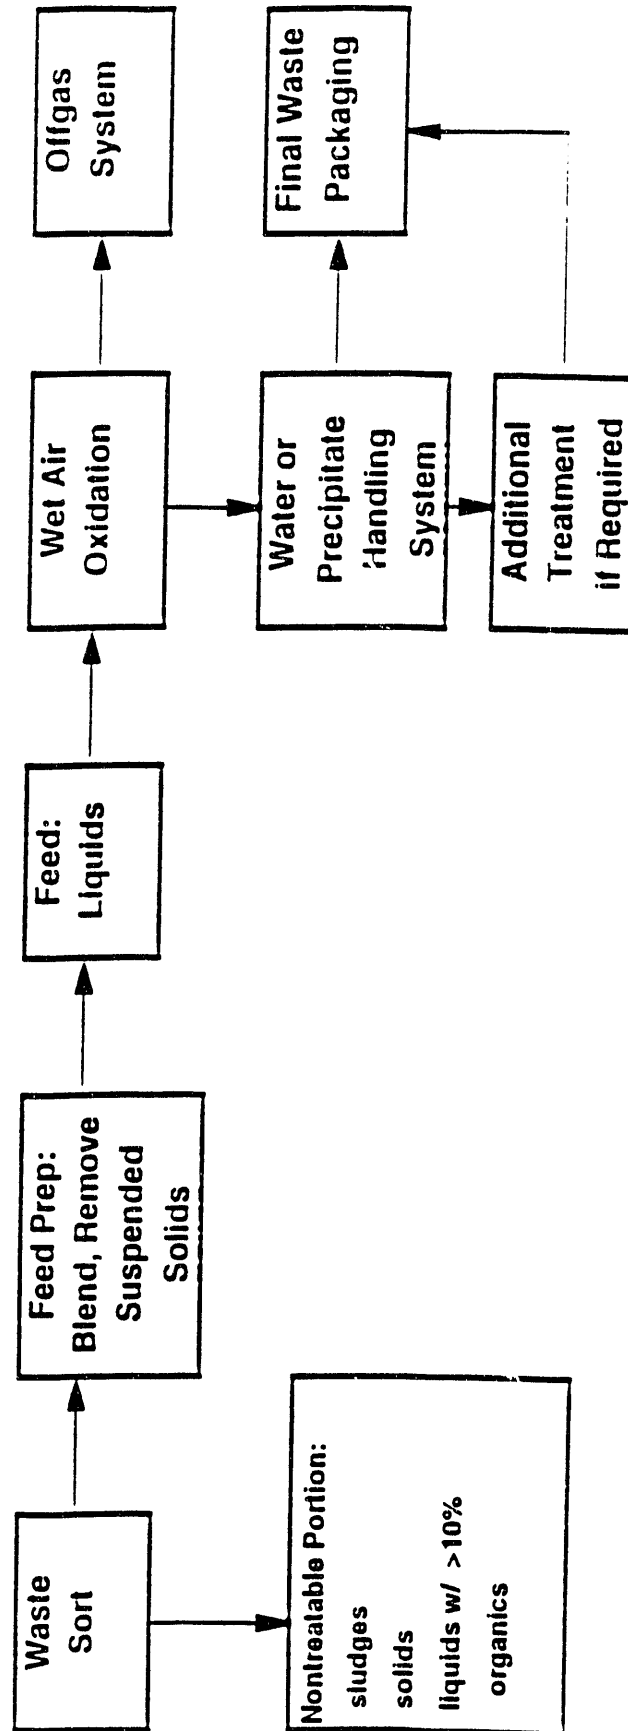 Waste
Sort
Nontreatable Portion:
sludges
solids
liquids w/ >10%
organics
Feed Prep:
Blend, Remove
Suspended
Solids
Feed:
Liquids
Wet Air
Oxidation
Offgas
System
Water or
Precipitate
Handling
System
Final Waste
Packaging
Additional
Treatment
if Required